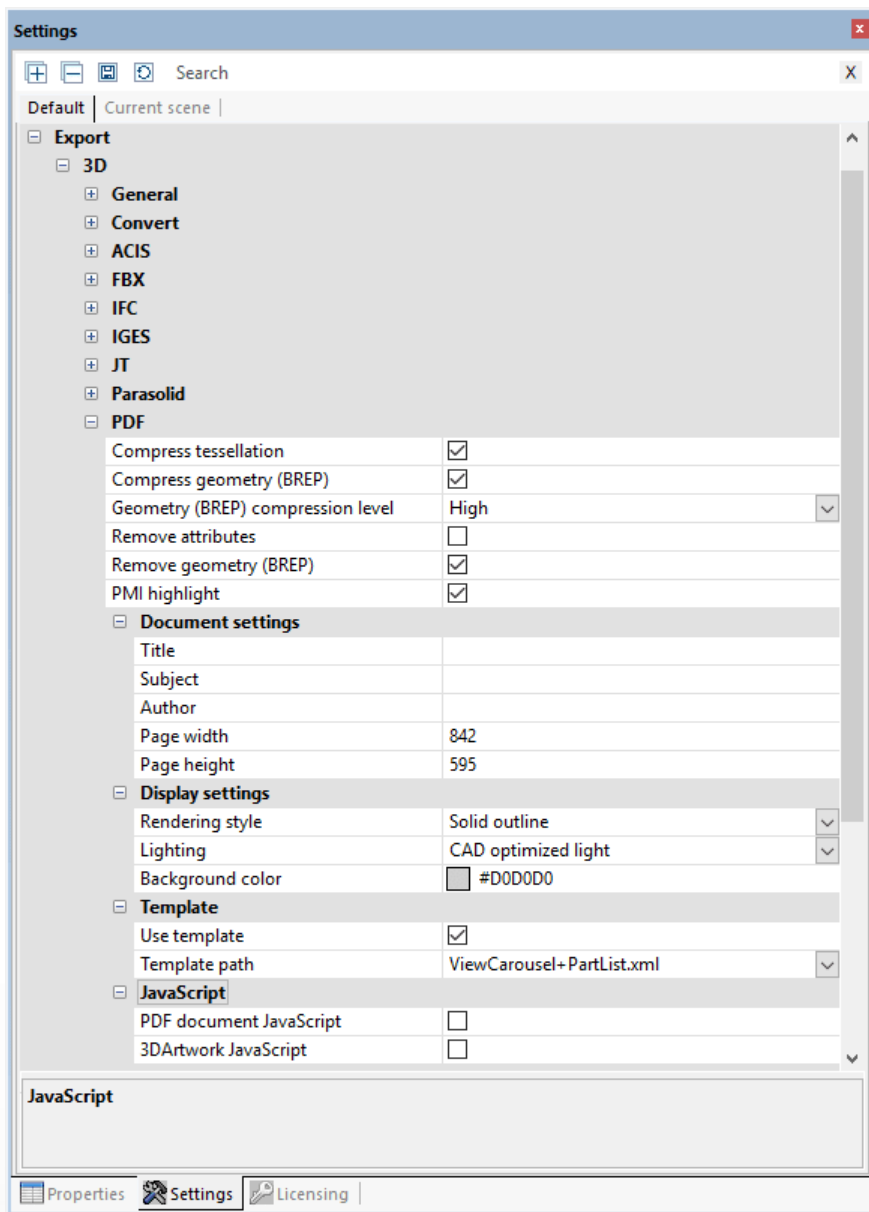 Settings
Search X
Default Current scene
Export
3D
General
Convert
ACIS
FBX
IFC
IGES
JT
Parasolid
PDF
Compress tessellation
Compress geometry (BREP)
Geometry (BREP) compression level High
Remove attributes
Remove geometry (BREP)
PMI highlight
Document settings
Title
Subject
Author
Page width 842
Page height 595
Display settings
Rendering style Solid outline
Lighting CAD optimized light
Background color #D0D0D0
Template
Use template
Template path ViewCarousel+PartList.xml
JavaScript
PDF document JavaScript
3DArtwork JavaScript
JavaScript
Properties Settings Licensing